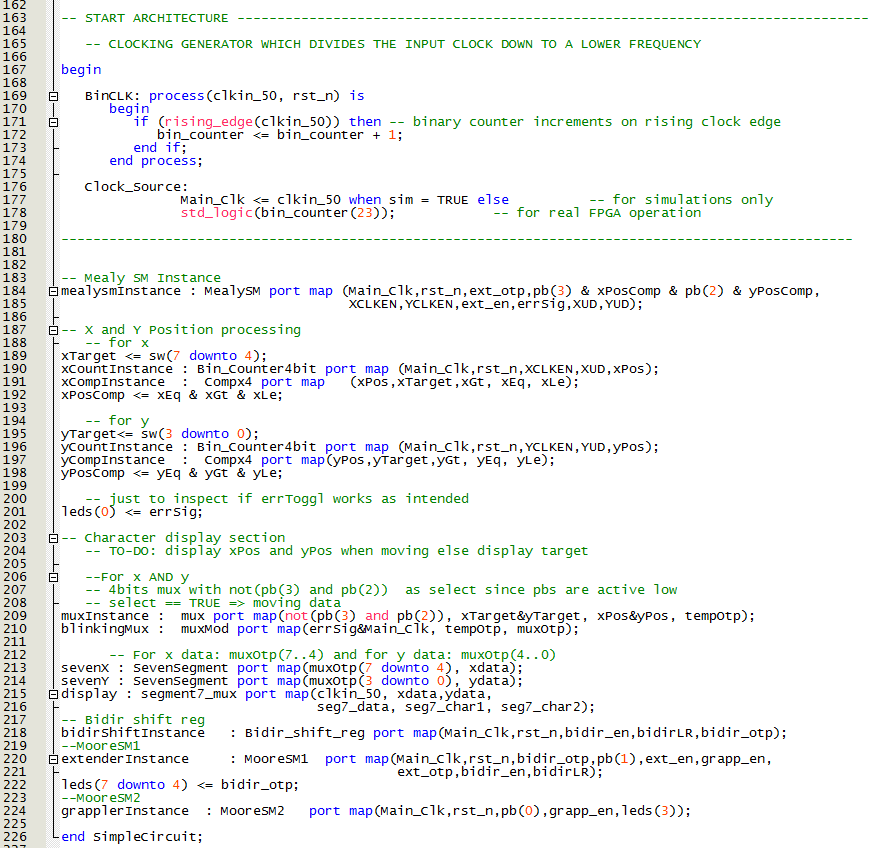 162
163 -- START ARCHITECTURE -------------------------------------------------------------------------------
164
165 -- CLOCKING GENERATOR WHICH DIVIDES THE INPUT CLOCK DOWN TO A LOWER FREQUENCY
166
167 begin
168
169 BinCLK: process(clkin_50, rst_n) is
170 begin
171 if (rising_edge(clkin_50)) then -- binary counter increments on rising clock edge
172 bin_counter <= bin_counter + 1;
173 end if;
174 end process;
175
176 Clock_Source:
177 Main_Clk <= clkin_50 when sim = TRUE else -- for simulations only
178 std_logic(bin_counter(23)); -- for real FPGA operation
179
180 ---------------------------------------------------------------------------------------------------
181
182
183 -- Mealy SM Instance
184 mealysmInstance : MealySM port map (Main_Clk,rst_n,ext_otp,pb(3) & xPosComp & pb(2) & yPosComp,
185 XCLKEN,YCLKEN,ext_en,errSig,XUD,YUD);
186
187 -- X and Y Position processing
188 -- for x
189 xTarget <= sw(7 downto 4);
190 xCountInstance : Bin_Counter4bit port map (Main_Clk,rst_n,XCLKEN,XUD,xPos);
191 xCompInstance : Compx4 port map (xPos,xTarget,xGt, xEq, xLe);
192 xPosComp <= xEq & xGt & xLe;
193
194 -- for y
195 yTarget<= sw(3 downto 0);
196 yCountInstance : Bin_Counter4bit port map (Main_Clk,rst_n,YCLKEN,YUD,yPos);
197 yCompInstance : Compx4 port map(yPos,yTarget,yGt, yEq, yLe);
198 yPosComp <= yEq & yGt & yLe;
199
200 -- just to inspect if errToggl works as intended
201 leds(0) <= errSig;
202
203 -- Character display section
204 -- TO-DO: display xPos and yPos when moving else display target
205
206 --For x AND y
207 -- 4bits mux with not(pb(3) and pb(2)) as select since pbs are active low
208 -- select == TRUE => moving data
209 muxInstance : mux port map(not(pb(3) and pb(2)), xTarget&yTarget, xPos&yPos, tempOtp);
210 blinkingMux : muxMod port map(errSig&Main_Clk, tempOtp, muxOtp);
211
212 -- For x data: muxOtp(7..4) and for y data: muxOtp(4..0)
213 sevenX : SevenSegment port map(muxOtp(7 downto 4), xdata);
214 sevenY : SevenSegment port map(muxOtp(3 downto 0), ydata);
215 display : segment7_mux port map(clkin_50, xdata,ydata,
216 seg7_data, seg7_char1, seg7_char2);
217 -- Bidir shift reg
218 bidirShiftInstance : Bidir_shift_reg port map(Main_Clk,rst_n,bidir_en,bidirLR,bidir_otp);
219 --MooreSM1
220 extenderInstance : MooreSM1 port map(Main_Clk,rst_n,bidir_otp,pb(1),ext_en,grapp_en,
221 ext_otp,bidir_en,bidirLR);
222 leds(7 downto 4) <= bidir_otp;
223 --MooreSM2
224 grapplerInstance : MooreSM2 port map(Main_Clk,rst_n,pb(0),grapp_en,leds(3));
225
226 end SimpleCircuit;